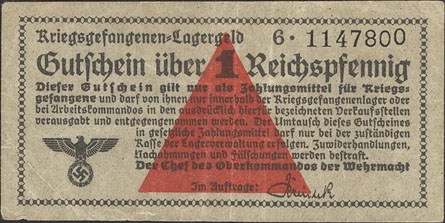 Kriegsgefangenen-Lagergeld 6 · 1147800
Gutschein über 1 Reichspfennig
Dieser Gutschein gilt nur als Zahlungsmittel für Kriegs-
gefangene und darf von ihnen nur innerhalb der Kriegsgefangenenlager oder
bei Arbeitskommandos in den ausdrücklich hierfür bezeichneten Verkaufsstellen
verausgabt und entgegengenommen werden. Der Umtausch dieses Gutscheines
in gesetzliche Zahlungsmittel darf nur bei der zuständigen
Kasse der Lagerverwaltung erfolgen. Zuwiderhandlungen,
Nachahmungen und Fälschungen werden bestraft.
Der Chef des Oberkommandos der Wehrmacht
Im Auftrage: